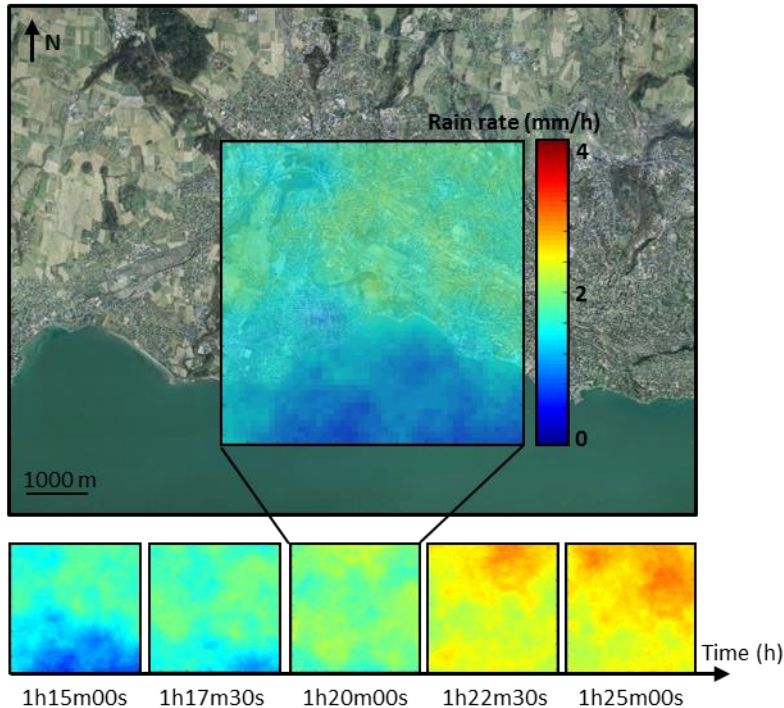 N
Rain rate (mm/h)
4
2
0
1000 m
Time (h)
1h15m00s 1h17m30s 1h20m00s 1h22m30s 1h25m00s